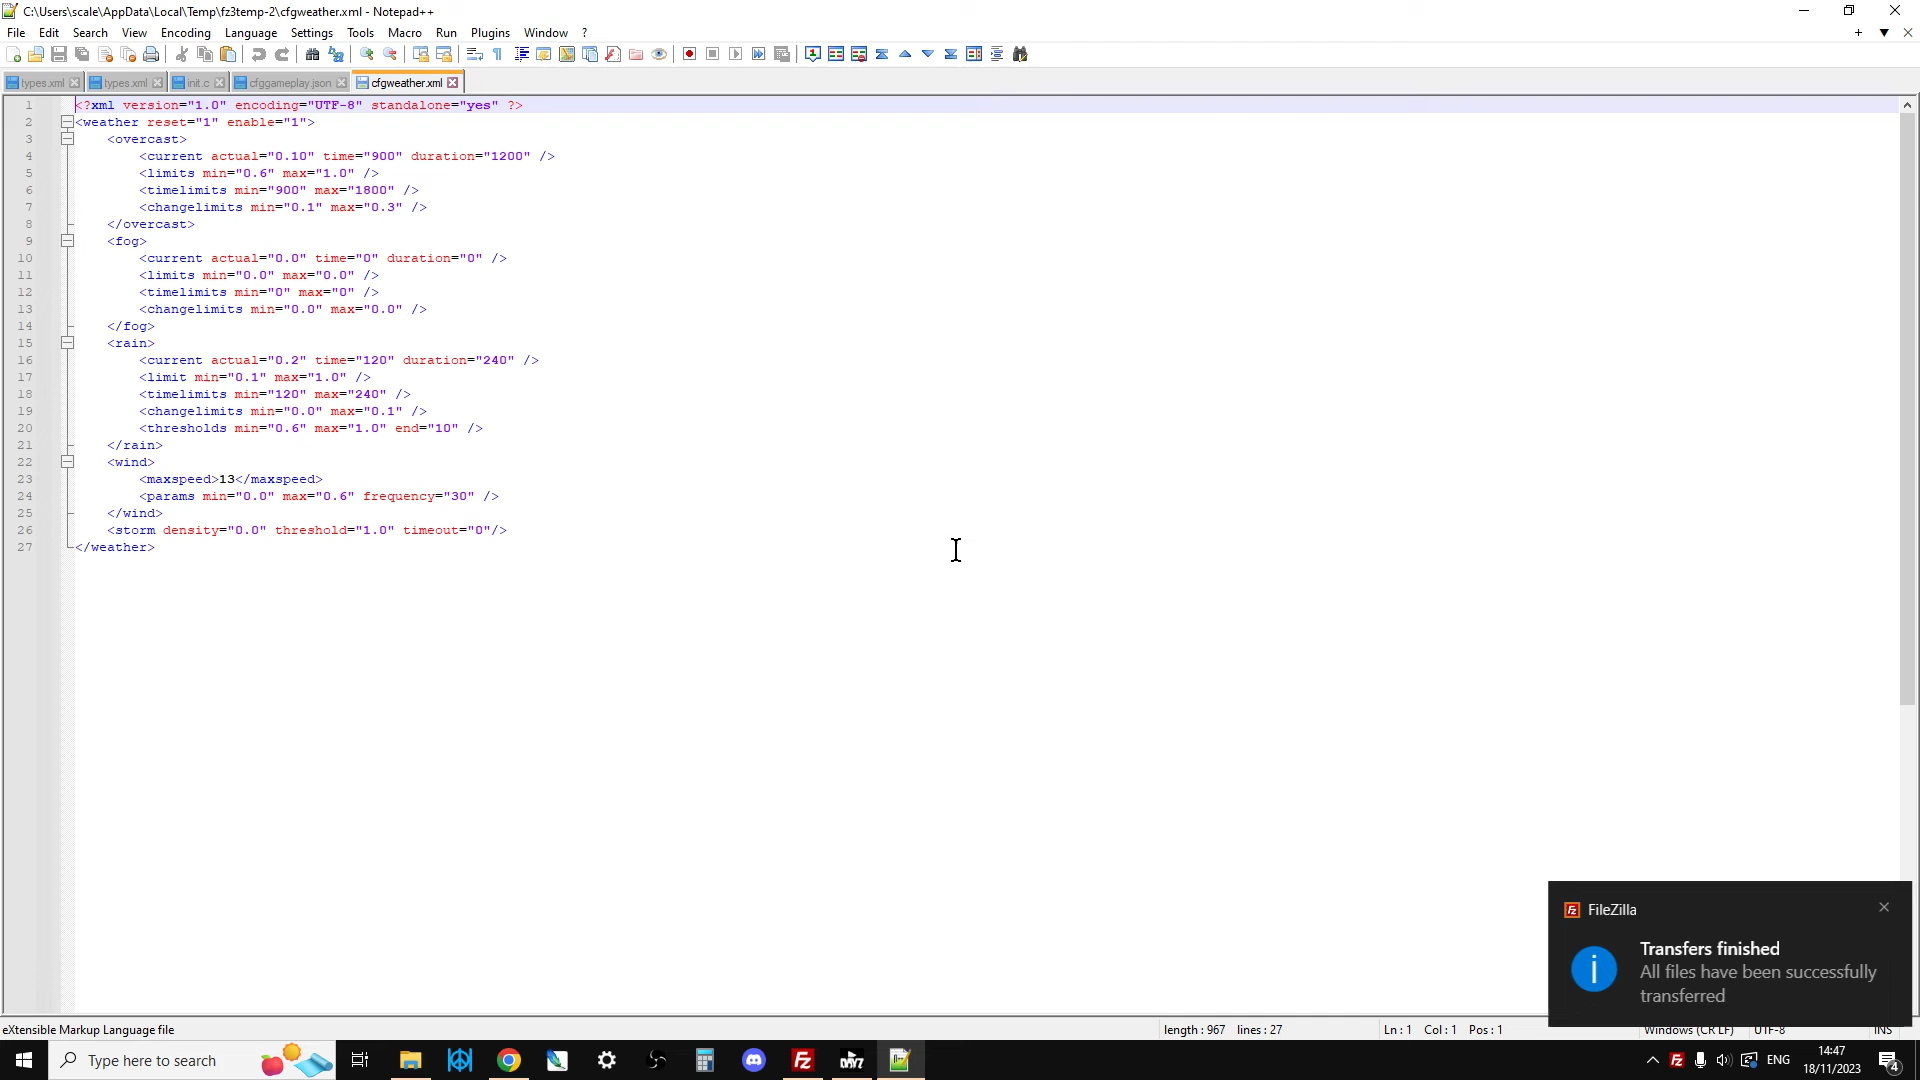 C:\Users\scale\AppData\Local\Temp\fz3temp-2\cfgweather.xml - Notepad++
File Edit Search View Encoding Language Settings Tools Macro Run Plugins Window ?
types.xml types.xml init.c cfggameplay.json cfgweather.xml
1 <?xml version="1.0" encoding="UTF-8" standalone="yes" ?>
2 <weather reset="1" enable="1">
3 <overcast>
4 <current actual="0.10" time="900" duration="1200" />
5 <limits min="0.6" max="1.0" />
6 <timelimits min="900" max="1800" />
7 <changelimits min="0.1" max="0.3" />
8 </overcast>
9 <fog>
10 <current actual="0.0" time="0" duration="0" />
11 <limits min="0.0" max="0.0" />
12 <timelimits min="0" max="0" />
13 <changelimits min="0.0" max="0.0" />
14 </fog>
15 <rain>
16 <current actual="0.2" time="120" duration="240" />
17 <limit min="0.1" max="1.0" />
18 <timelimits min="120" max="240" />
19 <changelimits min="0.0" max="0.1" />
20 <thresholds min="0.6" max="1.0" end="10" />
21 </rain>
22 <wind>
23 <maxspeed>13</maxspeed>
24 <params min="0.0" max="0.6" frequency="30" />
25 </wind>
26 <storm density="0.0" threshold="1.0" timeout="0"/>
27 </weather>
FileZilla
Transfers finished
All files have been successfully
transferred
eXtensible Markup Language file length : 967 lines : 27 Ln : 1 Col : 1 Pos : 1 Windows (CR LF) UTF-8 INS
Type here to search DAYZ ENG 14:47
18/11/2023 4